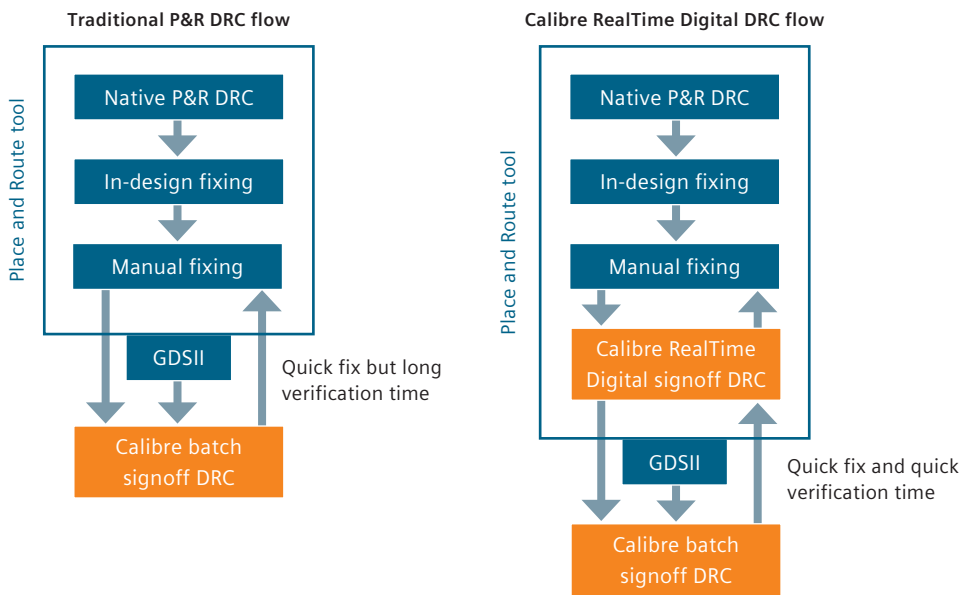 Traditional P&R DRC flow
Place and Route tool
Native P&R DRC
In-design fixing
Manual fixing
GDSII
Quick fix but long
verification time
Calibre batch
signoff DRC
Calibre RealTime Digital DRC flow
Place and Route tool
Native P&R DRC
In-design fixing
Manual fixing
Calibre RealTime
Digital signoff DRC
GDSII
Quick fix and quick
verification time
Calibre batch
signoff DRC